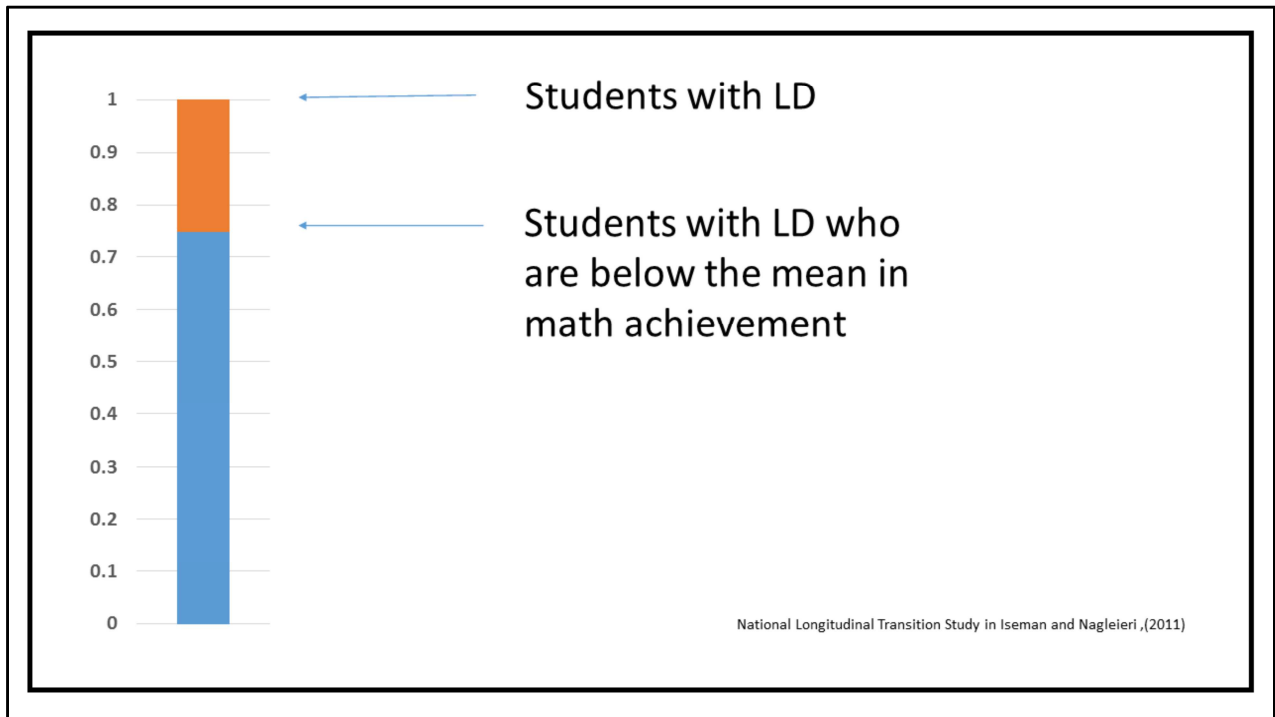 1
0.9
0.8
0.7
0.6
0.5
0.4
0.3
0.2
0.1
0
Students with LD
Students with LD who
are below the mean in
math achievement
National Longitudinal Transition Study in Iseman and Nagleieri ,(2011)